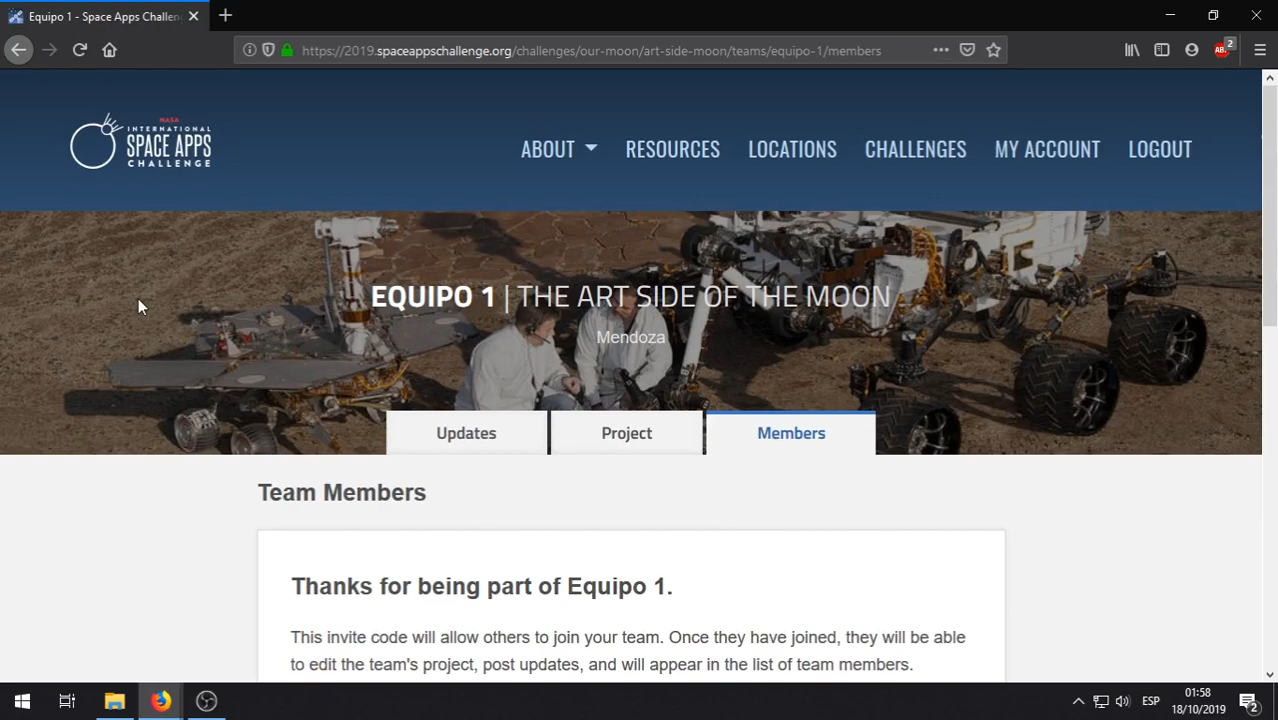 Equipo 1 - Space Apps Challen
https://2019.spaceappschallenge.org/challenges/our-moon/art-side-moon/teams/equipo-1/members
2
NASA
INTERNATIONAL
SPACE APPS
CHALLENGE
ABOUT RESOURCES LOCATIONS CHALLENGES MY ACCOUNT LOGOUT
EQUIPO 1 | THE ART SIDE OF THE MOON
Mendoza
Updates Project Members
Team Members
Thanks for being part of Equipo 1.
This invite code will allow others to join your team. Once they have joined, they will be able
to edit the team's project, post updates, and will appear in the list of team members.
ESP
01:58
18/10/2019
2